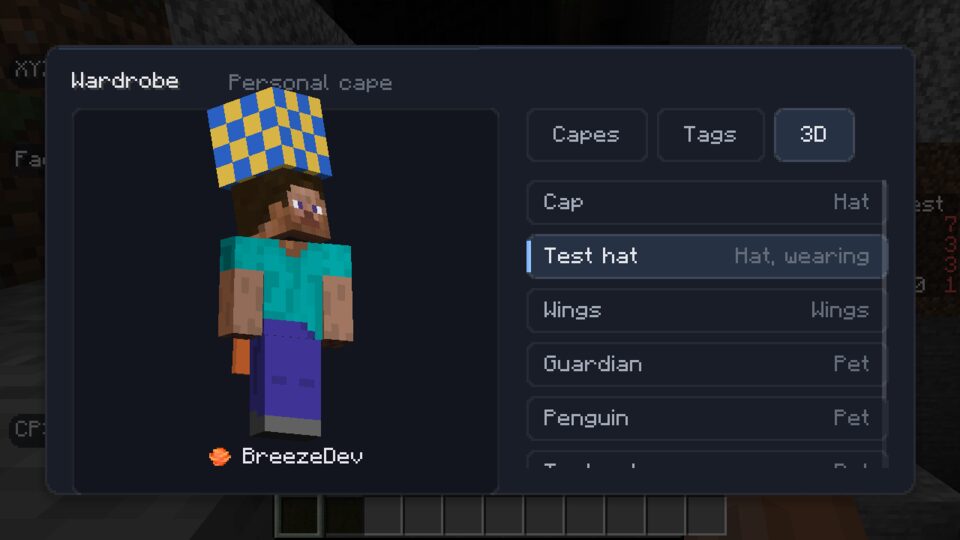 Wardrobe
Personal cape
Capes
Tags
3D
Cap
Hat
Test hat
Hat, wearing
Wings
Wings
Guardian
Pet
Penguin
Pet
BreezeDev